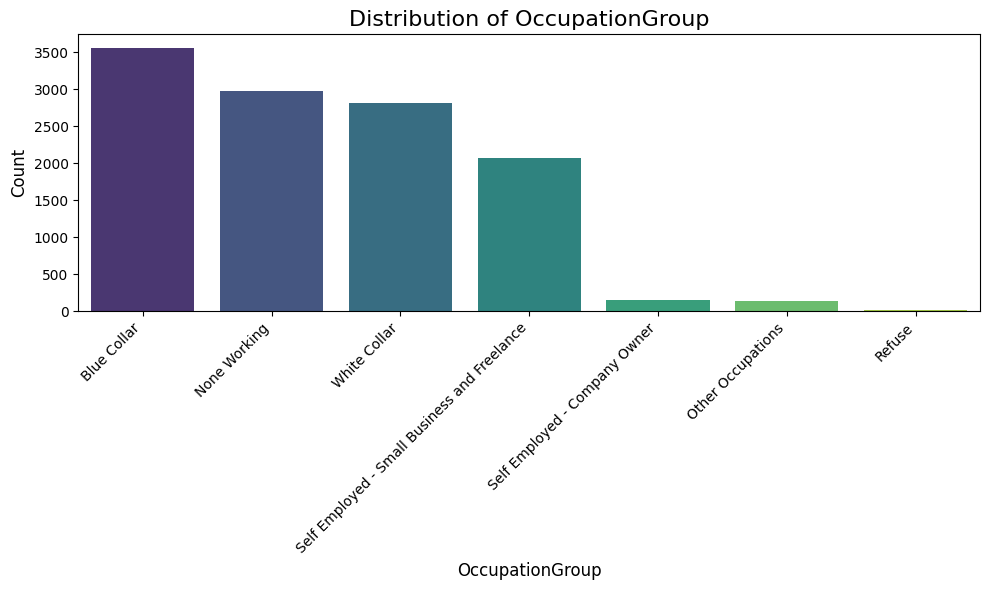 Distribution of OccupationGroup
Count
3500
3000
2500
2000
1500
1000
500
0
Blue Collar
None Working
White Collar
Self Employed - Small Business and Freelance
Self Employed - Company Owner
Other Occupations
Refuse
OccupationGroup